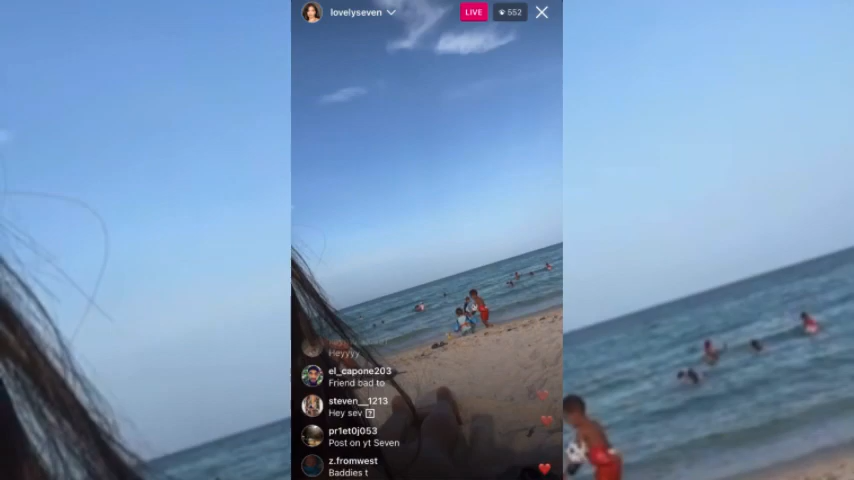 lovelyseven
LIVE
552
Heyyyy
el_capone203
Friend bad to
steven__1213
Hey sev ?
pr1et0j053
Post on yt Seven
z.fromwest
Baddies t